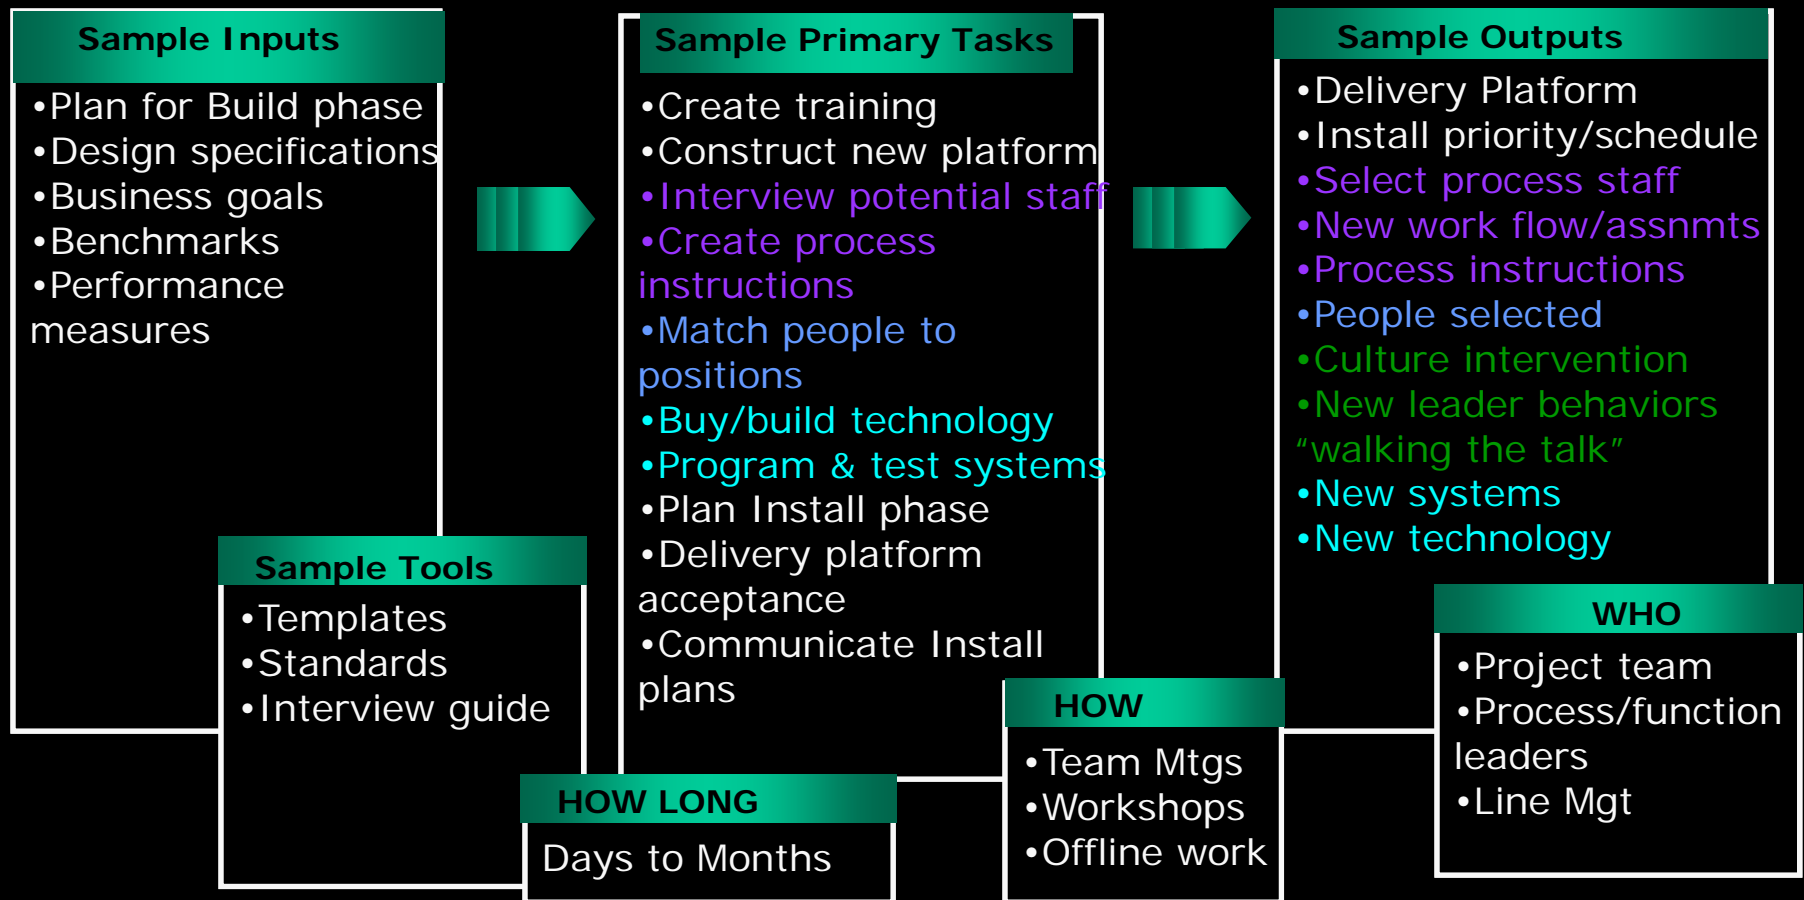 Sample Inputs
•Plan for Build phase
•Design specifications
•Business goals
•Benchmarks
•Performance
measures
Sample Tools
•Templates
•Standards
•Interview guide
Sample Primary Tasks
•Create training
•Construct new platform
•Interview potential staff
•Create process
instructions
•Match people to
positions
•Buy/build technology
•Program & test systems
•Plan Install phase
•Delivery platform
acceptance
•Communicate Install
plans
HOW LONG
Days to Months
HOW
•Team Mtgs
•Workshops
•Offline work
Sample Outputs
•Delivery Platform
•Install priority/schedule
•Select process staff
•New work flow/assnmts
•Process instructions
•People selected
•Culture intervention
•New leader behaviors
“walking the talk”
•New systems
•New technology
WHO
•Project team
•Process/function
leaders
•Line Mgt